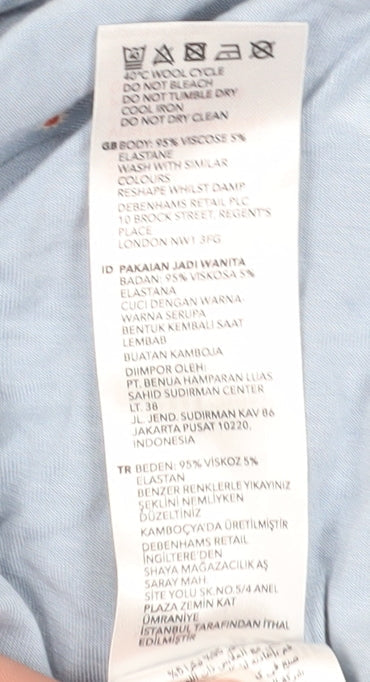 40
40°C WOOL CYCLE
DO NOT BLEACH
DO NOT TUMBLE DRY
COOL IRON
DO NOT DRY CLEAN
GB BODY: 95% VISCOSE 5%
ELASTANE
WASH WITH SIMILAR
COLOURS
RESHAPE WHILST DAMP
DEBENHAMS RETAIL PLC
10 BROCK STREET, REGENT'S
PLACE
LONDON NW1 3FG
ID PAKAIAN JADI WANITA
BADAN: 95% VISKOSA 5%
ELASTANA
CUCI DENGAN WARNA-
WARNA SERUPA
BENTUK KEMBALI SAAT
LEMBAB
BUATAN KAMBOJA
DIIMPOR OLEH:
PT. BENUA HAMPARAN LUAS
SAHID SUDIRMAN CENTER
LT. 38
JL. JEND. SUDIRMAN KAV 86
JAKARTA PUSAT 10220,
INDONESIA
TR BEDEN: 95% VİSKOZ 5%
ELASTAN
BENZER RENKLERLE YIKAYINIZ
ŞEKLİNİ NEMLİYKEN
DÜZELTİNİZ
KAMBOÇYA'DA ÜRETİLMİŞTİR
DEBENHAMS RETAIL
İNGİLTERE'DEN
SHAYA MAĞAZACILIK AŞ
SARAY MAH.
SİTE YOLU SK.NO.5/4 ANEL
PLAZA ZEMİN KAT
ÜMRANİYE
İSTANBUL TARAFINDAN İTHAL
EDİLMİŞTİR